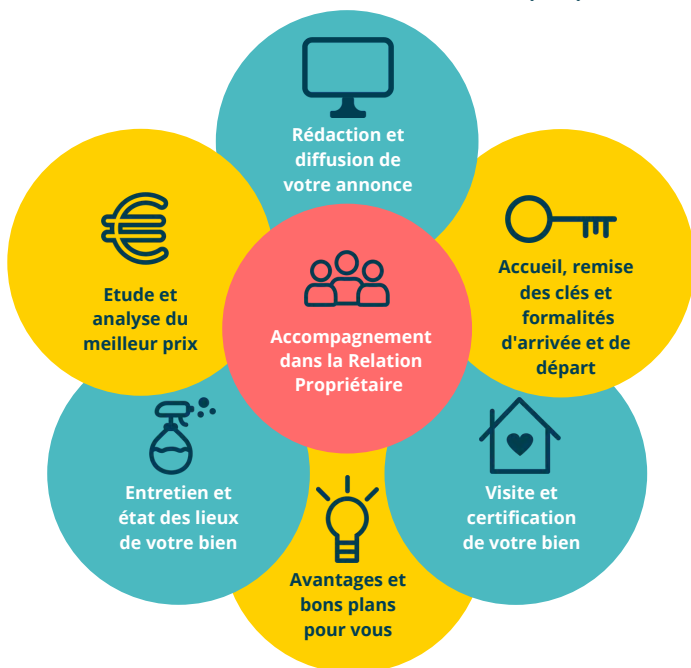 Rédaction et
diffusion de
votre annonce
Etude et
analyse du
meilleur prix
Accueil, remise
des clés et
formalités
d'arrivée et de
départ
Accompagnement
dans la Relation
Propriétaire
Entretien et
état des lieux
de votre bien
Visite et
certification
de votre bien
Avantages et
bons plans
pour vous